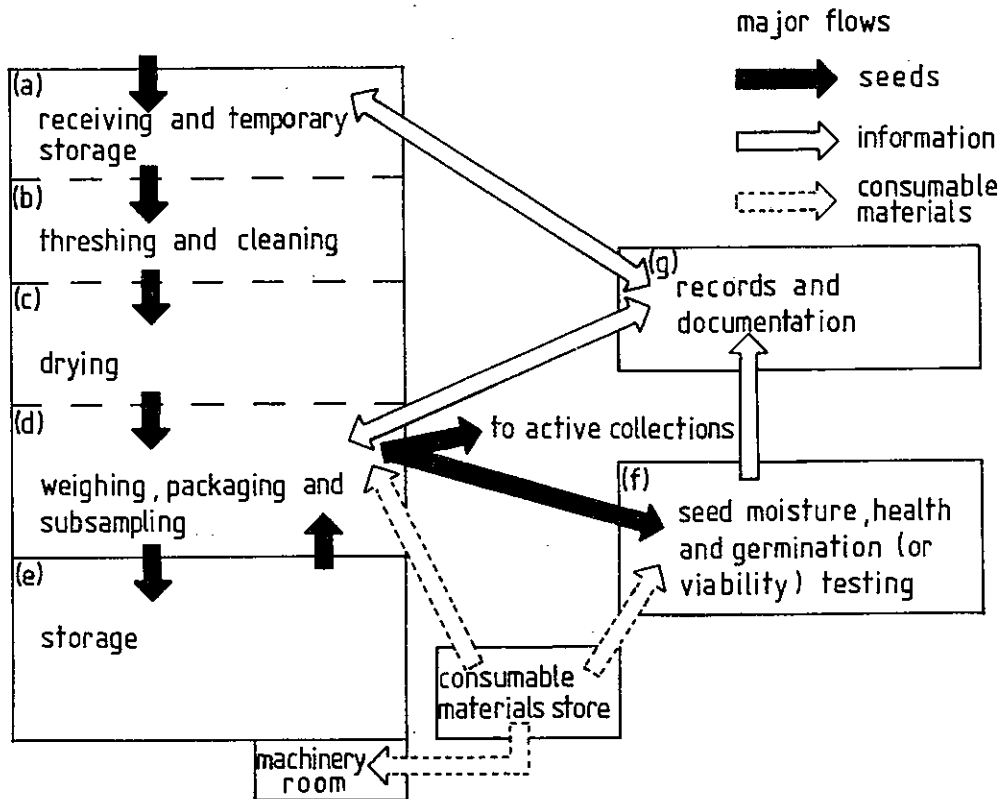 major flows
seeds
information
consumable
materials
(a)
receiving and temporary
storage
(b)
threshing and cleaning
(c)
drying
(d)
weighing, packaging and
subsampling
(e)
storage
machinery
room
consumable
materials store
to active collections
(f)
seed moisture, health
and germination (or
viability) testing
(g)
records and
documentation